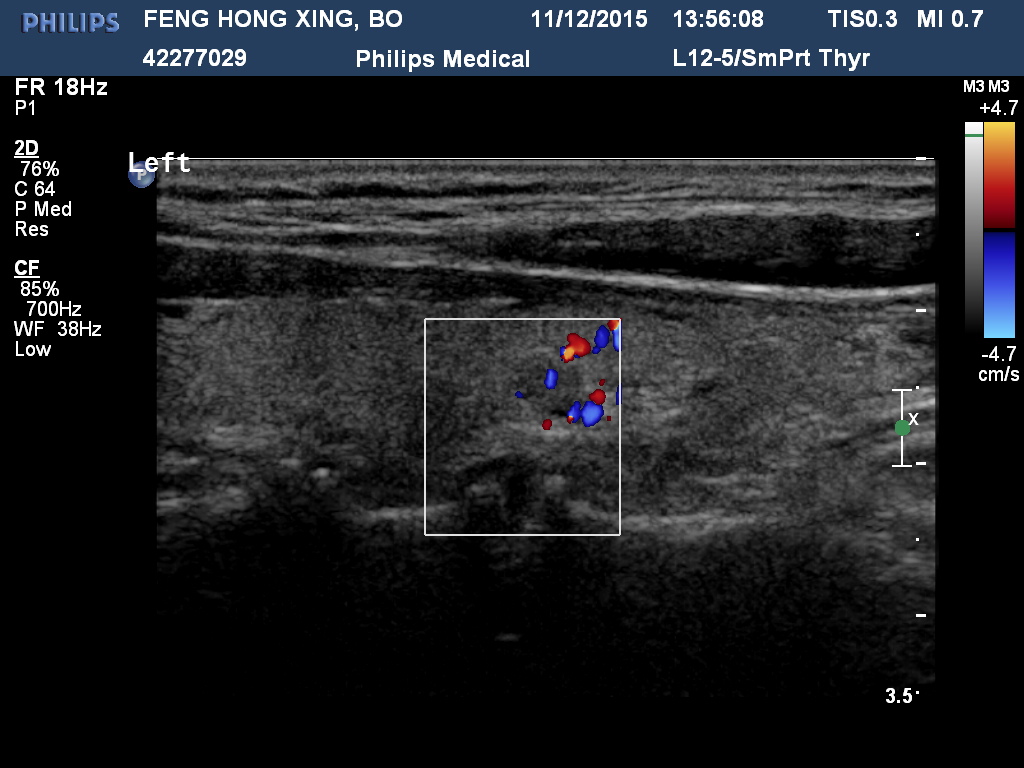 PHILIPS
FENG HONG XING, BO 11/12/2015 13:56:08 TIS0.3 MI 0.7
42277029 Philips Medical L12-5/SmPrt Thyr
FR 18Hz
P1
M3 M3
+4.7
2D
76%
C 64
P Med
Res
Left
P
CF
85%
700Hz
WF 38Hz
Low
-4.7
cm/s
x
3.5